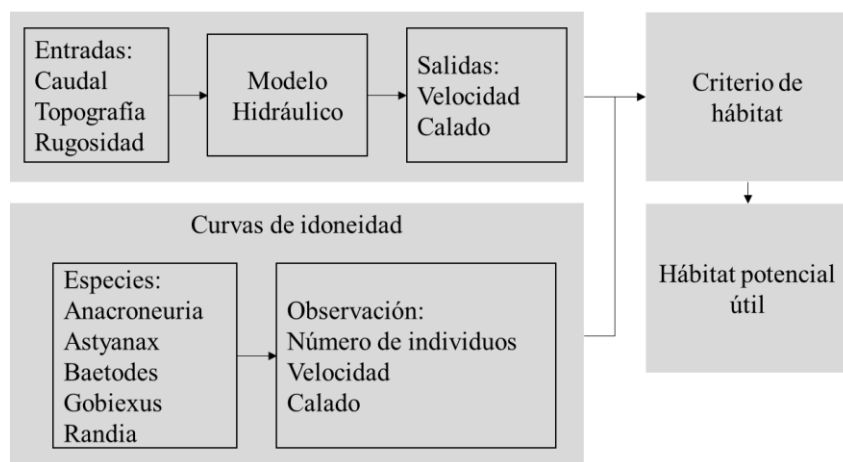 Entradas:
Caudal
Topografía
Rugosidad
Modelo
Hidráulico
Salidas:
Velocidad
Calado
Criterio de
hábitat
Curvas de idoneidad
Especies:
Anacroneuria
Astyanax
Baetodes
Gobiexus
Randia
Observación:
Número de individuos
Velocidad
Calado
Hábitat potencial
útil